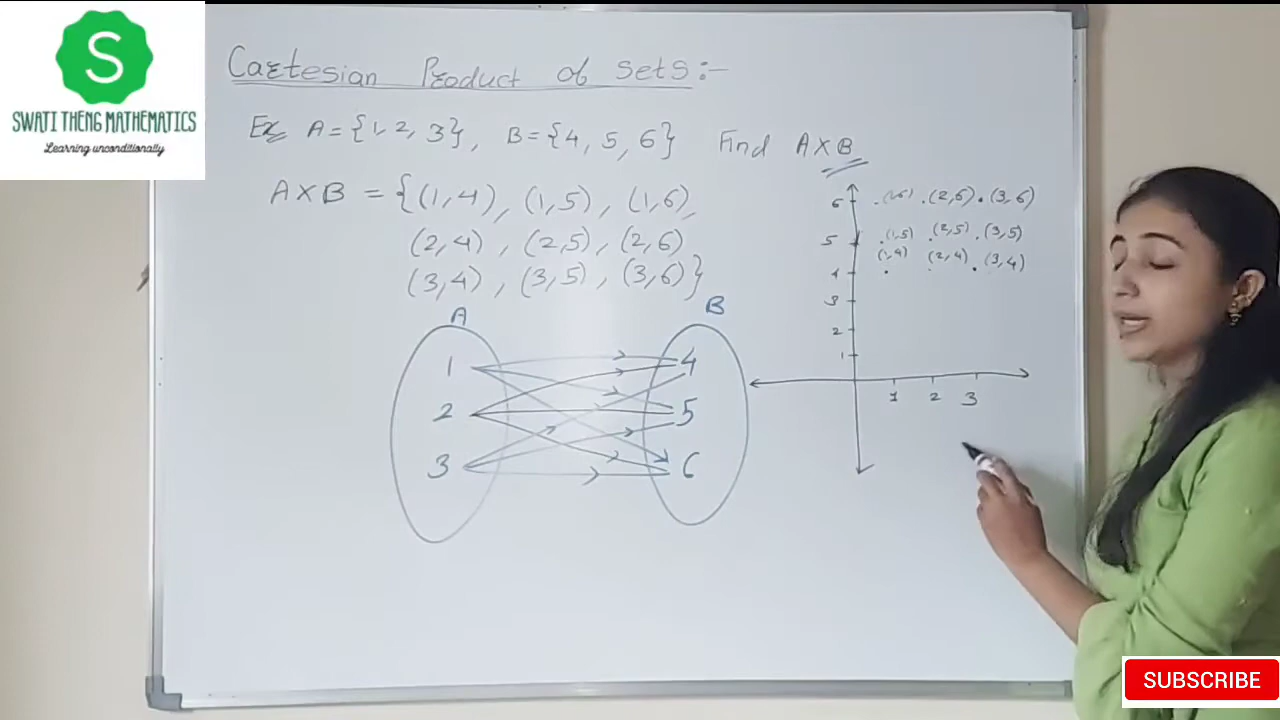 S
SWATI THENG MATHEMATICS
Learning unconditionally
Cartesian Product of Sets:-
Ex A={1, 2, 3}, B={4, 5, 6} Find A×B
A×B = {(1,4), (1,5), (1,6),
(2,4), (2,5), (2,6)
(3,4), (3,5), (3,6)}
A
B
1
2
3
4
5
6
6 .(1,6) .(2,6) .(3,6)
5 .(1,5) .(2,5) .(3,5)
4 .(1,4) .(2,4) .(3,4)
3
2
1
1 2 3
SUBSCRIBE